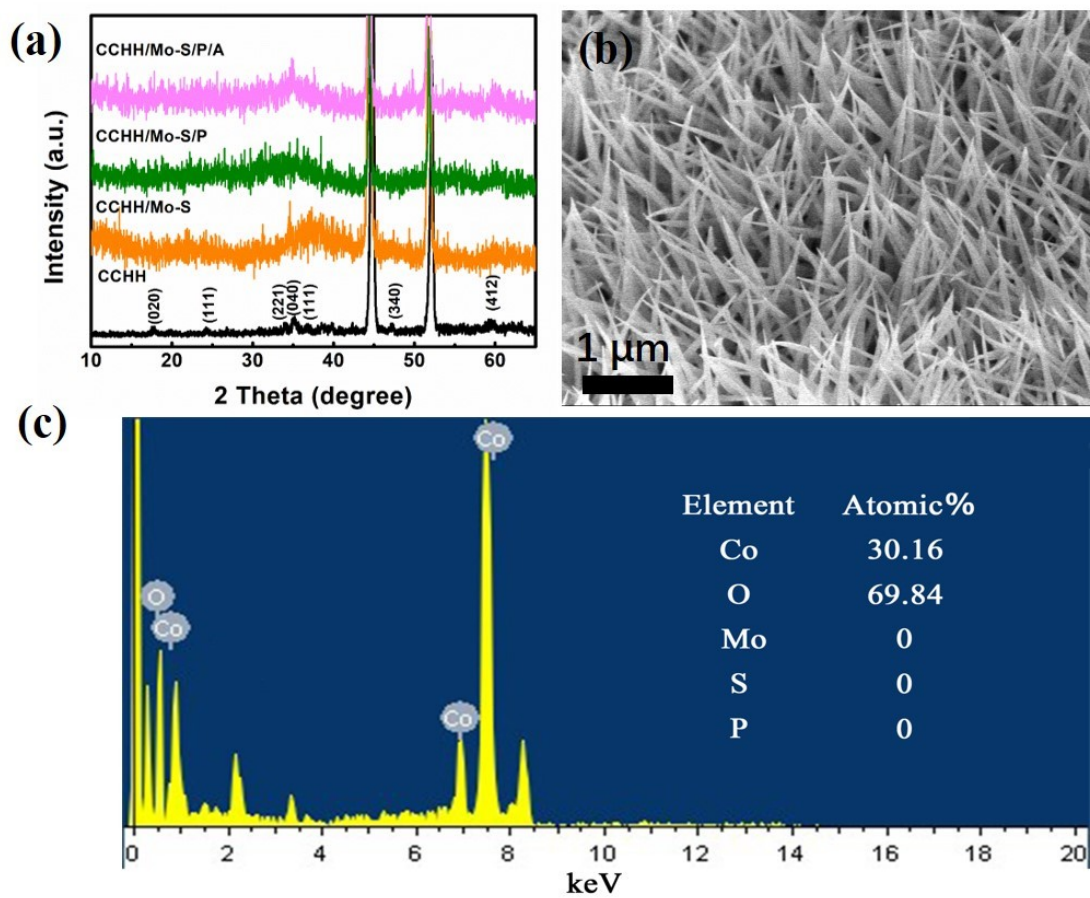 (a)
CCHH/Mo-S/P/A
CCHH/Mo-S/P
CCHH/Mo-S
CCHH
(020)
(111)
(221)
(040)
(111)
(340)
(412)
Intensity (a.u.)
10 20 30 40 50 60
2 Theta (degree)
(b)
1 μm
(c)
Co
O
Co
Co
Element Atomic%
Co 30.16
O 69.84
Mo 0
S 0
P 0
0 2 4 6 8 10 12 14 16 18 20
keV